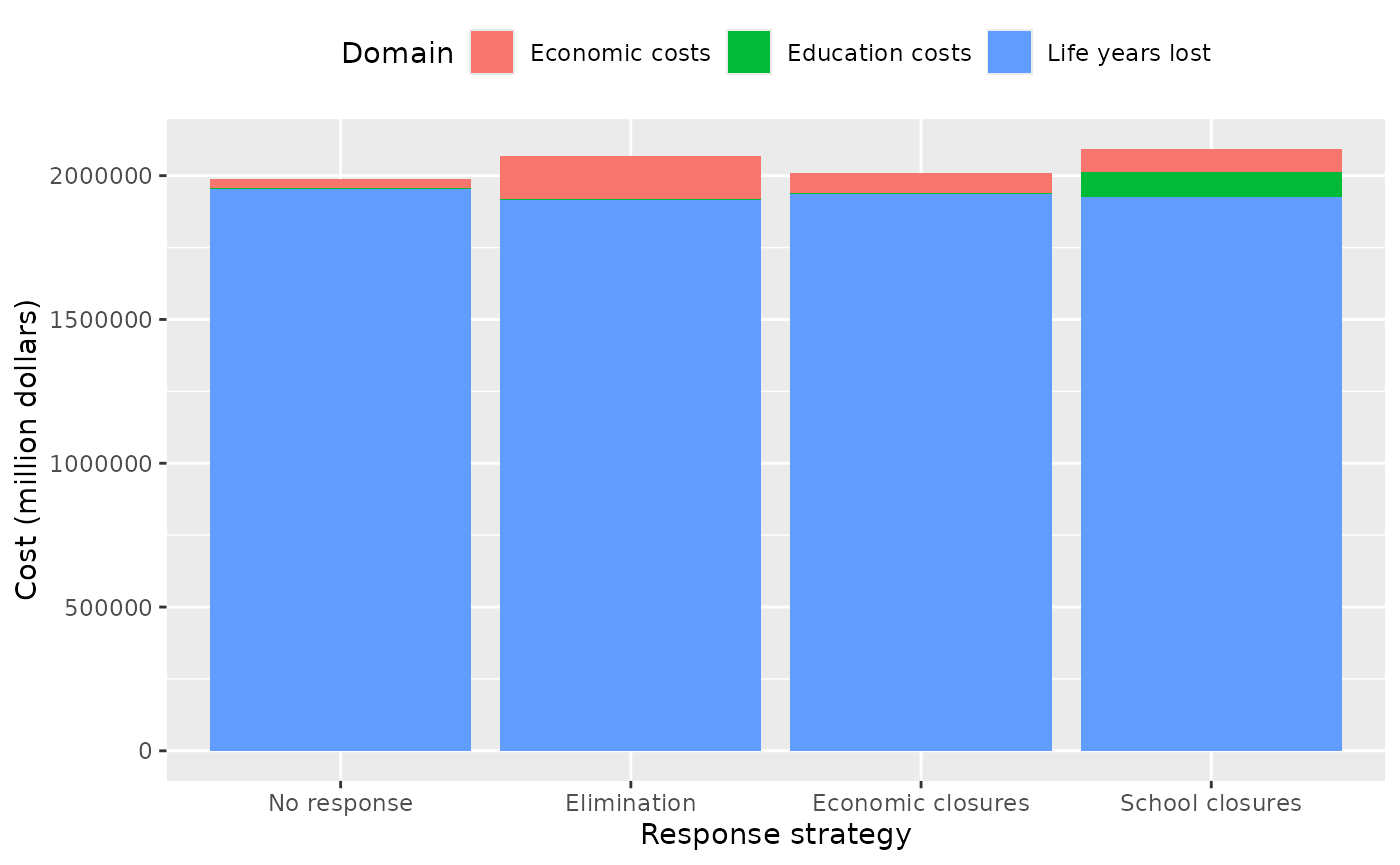 Domain Economic costs Education costs Life years lost
Cost (million dollars)
2000000
1500000
1000000
500000
0
No response Elimination Economic closures School closures
Response strategy